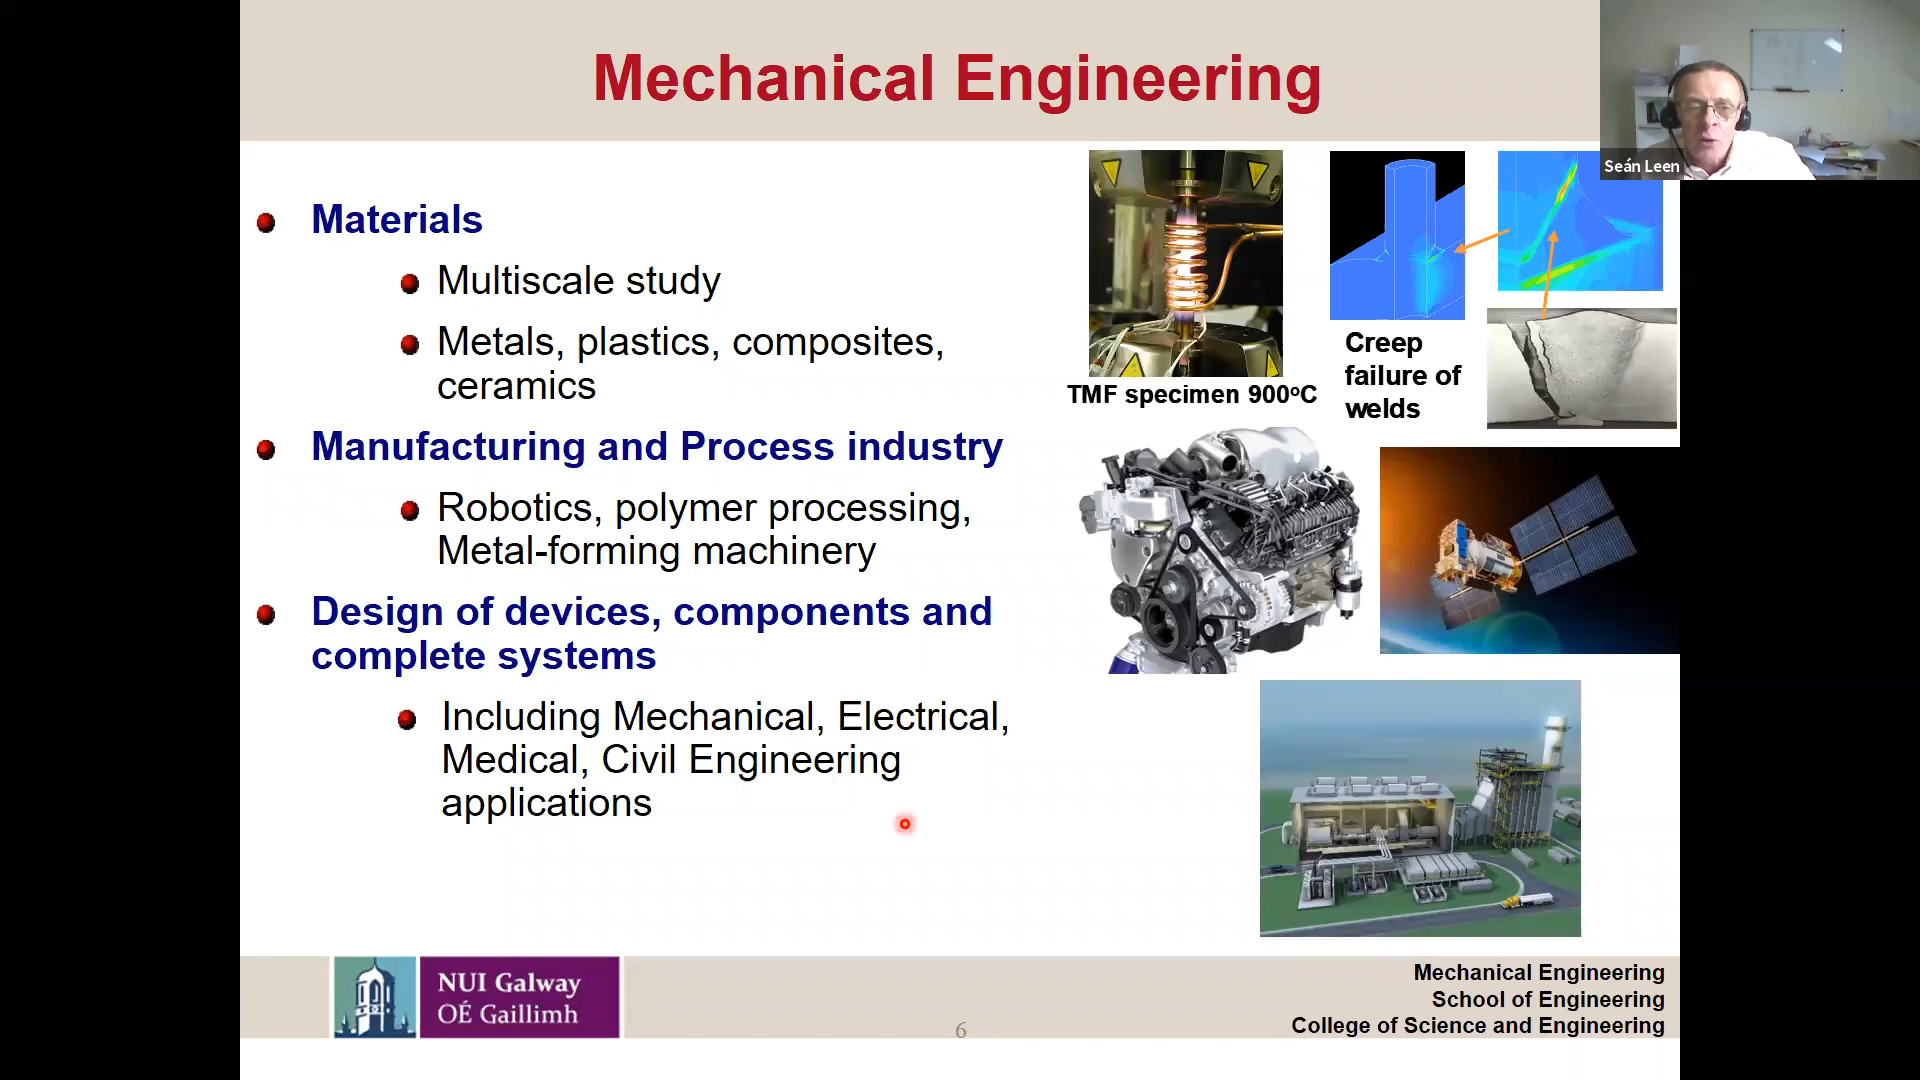 Mechanical Engineering
Seán Leen
Materials
Multiscale study
Metals, plastics, composites,
ceramics
Manufacturing and Process industry
Robotics, polymer processing,
Metal-forming machinery
Design of devices, components and
complete systems
Including Mechanical, Electrical,
Medical, Civil Engineering
applications
TMF specimen 900ºC
Creep
failure of
welds
NUI Galway
OÉ Gaillimh
6
Mechanical Engineering
School of Engineering
College of Science and Engineering